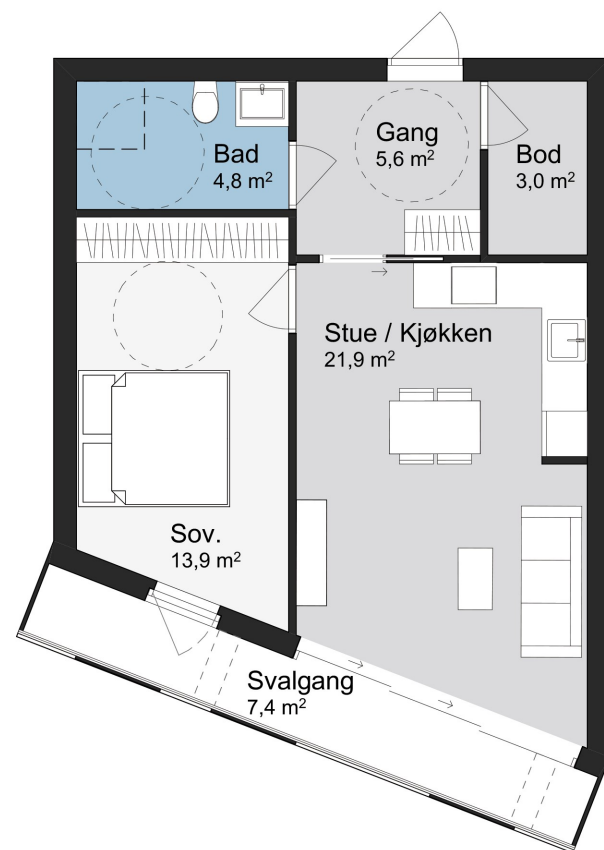 Bad
4,8 m²
Gang
5,6 m²
Bod
3,0 m²
Stue / Kjøkken
21,9 m²
Sov.
13,9 m²
Svalgang
7,4 m²